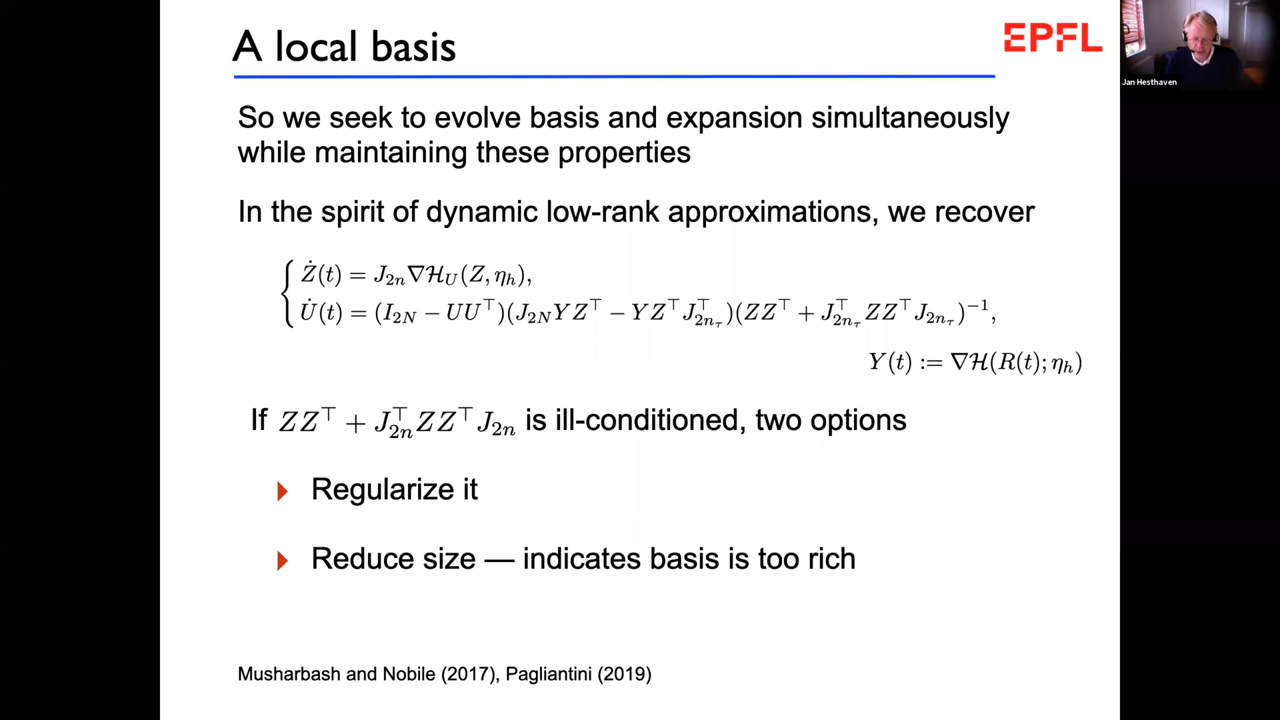 A local basis
EPFL
Jan Hesthaven
So we seek to evolve basis and expansion simultaneously
while maintaining these properties
In the spirit of dynamic low-rank approximations, we recover
Ż(t) = J₂ₙ∇ℋ_U(Z, η_h),
U̇(t) = (I_{2N} − UU^⊤)(J_{2N}YZ^⊤ − YZ^⊤J^⊤_{2n_τ})(ZZ^⊤ + J^⊤_{2n_τ}ZZ^⊤J_{2n_τ})^{−1},
Y(t) := ∇ℋ(R(t); η_h)
If ZZ^⊤ + J^⊤_{2n}ZZ^⊤J_{2n} is ill-conditioned, two options
Regularize it
Reduce size — indicates basis is too rich
Musharbash and Nobile (2017), Pagliantini (2019)